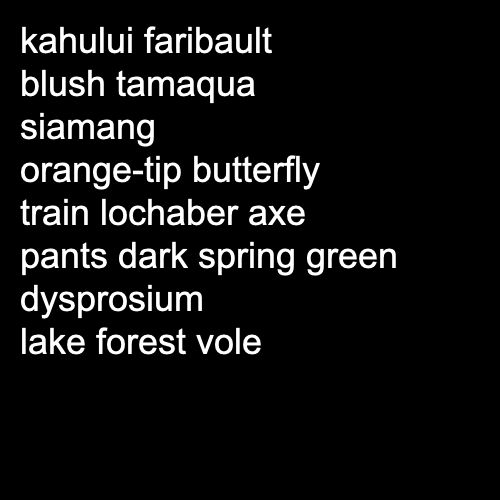 kahului faribault
blush tamaqua
siamang
orange-tip butterfly
train lochaber axe
pants dark spring green
dysprosium
lake forest vole